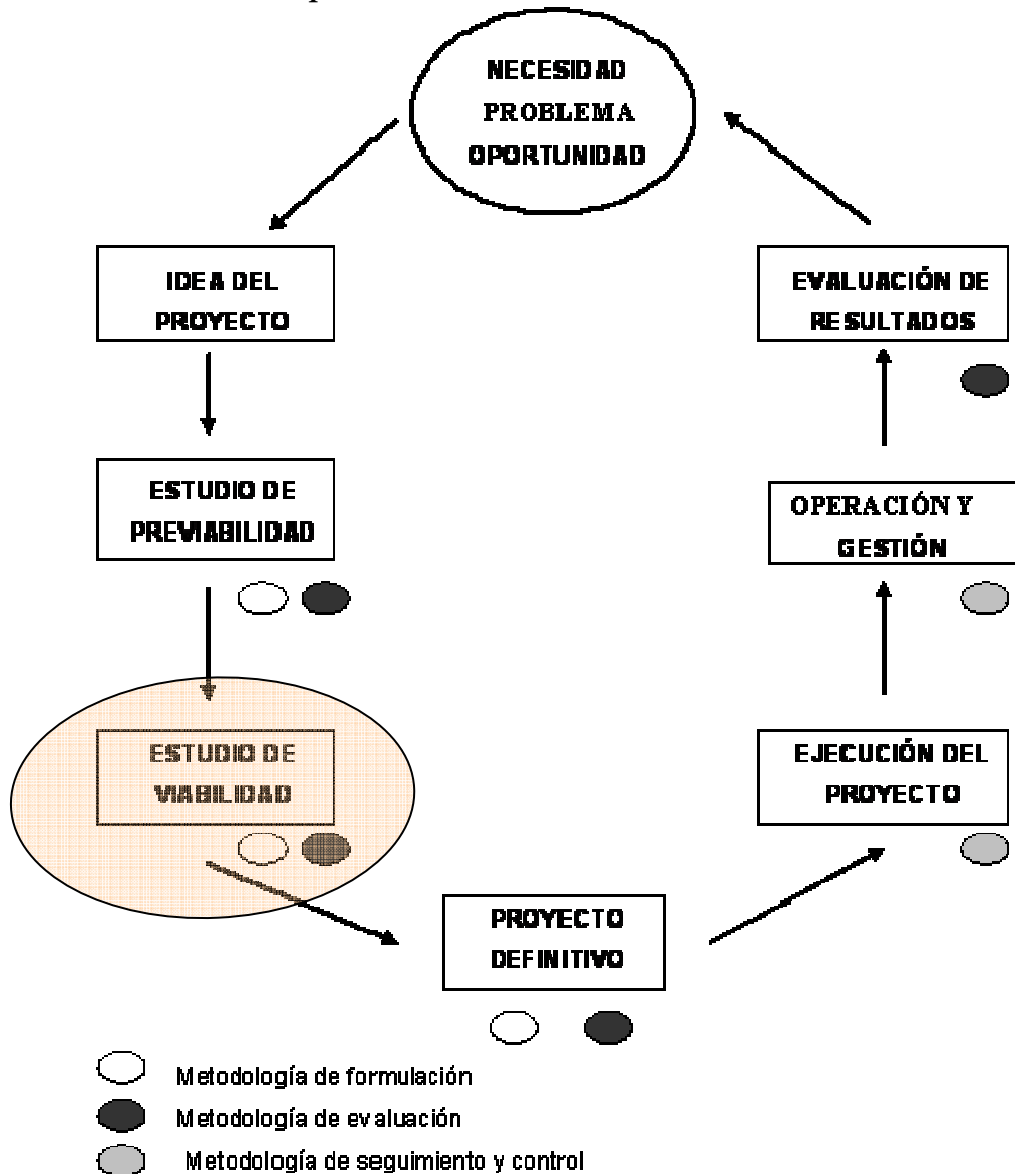 NECESIDAD
PROBLEMA
OPORTUNIDAD
IDEA DEL
PROYECTO
ESTUDIO DE
PREVIABILIDAD
ESTUDIO DE
VIABILIDAD
PROYECTO
DEFINITIVO
EJECUCIÓN DEL
PROYECTO
OPERACIÓN Y
GESTIÓN
EVALUACIÓN DE
RESULTADOS
Metodología de formulación
Metodología de evaluación
Metodología de seguimiento y control